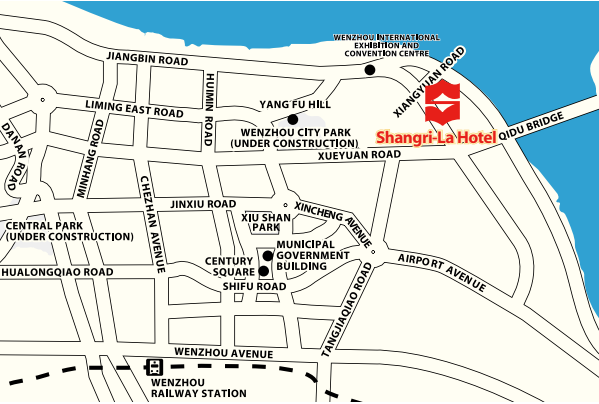 WENZHOU INTERNATIONAL
EXHIBITION AND
CONVENTION CENTRE
JIANGBIN ROAD
XIANGYUAN ROAD
HUIMIN ROAD
YANG FU HILL
LIMING EAST ROAD
WENZHOU CITY PARK
(UNDER CONSTRUCTION)
Shangri-La Hotel
QIDU BRIDGE
DANAN ROAD
MINHANG ROAD
XUEYUAN ROAD
CHEZHAN AVENUE
JINXIU ROAD
XIU SHAN
PARK
XINCHENG AVENUE
CENTRAL PARK
(UNDER CONSTRUCTION)
MUNICIPAL
GOVERNMENT
BUILDING
CENTURY
SQUARE
AIRPORT AVENUE
HUALONGQIAO ROAD
SHIFU ROAD
TANGJIAQIAO ROAD
WENZHOU AVENUE
WENZHOU
RAILWAY STATION